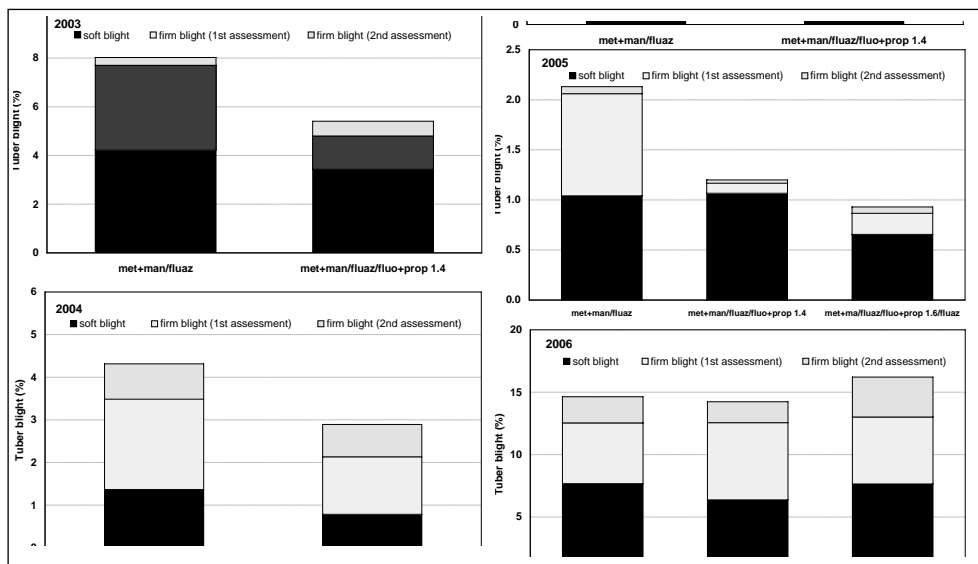 2003
soft blight firm blight (1st assessment) firm blight (2nd assessment)
8
6
4
2
0
Tuber blight (%)
met+man/fluaz met+man/fluaz/fluo+prop 1.4
2004
soft blight firm blight (1st assessment) firm blight (2nd assessment)
6
5
4
3
2
1
0
Tuber blight (%)
0
met+man/fluaz met+man/fluaz/fluo+prop 1.4
2005
soft blight firm blight (1st assessment) firm blight (2nd assessment)
2.5
2.0
1.5
1.0
0.5
0.0
Tuber blight (%)
met+man/fluaz met+man/fluaz/fluo+prop 1.4 met+ma/fluaz/fluo+prop 1.6/fluaz
2006
soft blight firm blight (1st assessment) firm blight (2nd assessment)
20
15
10
5
Tuber blight (%)